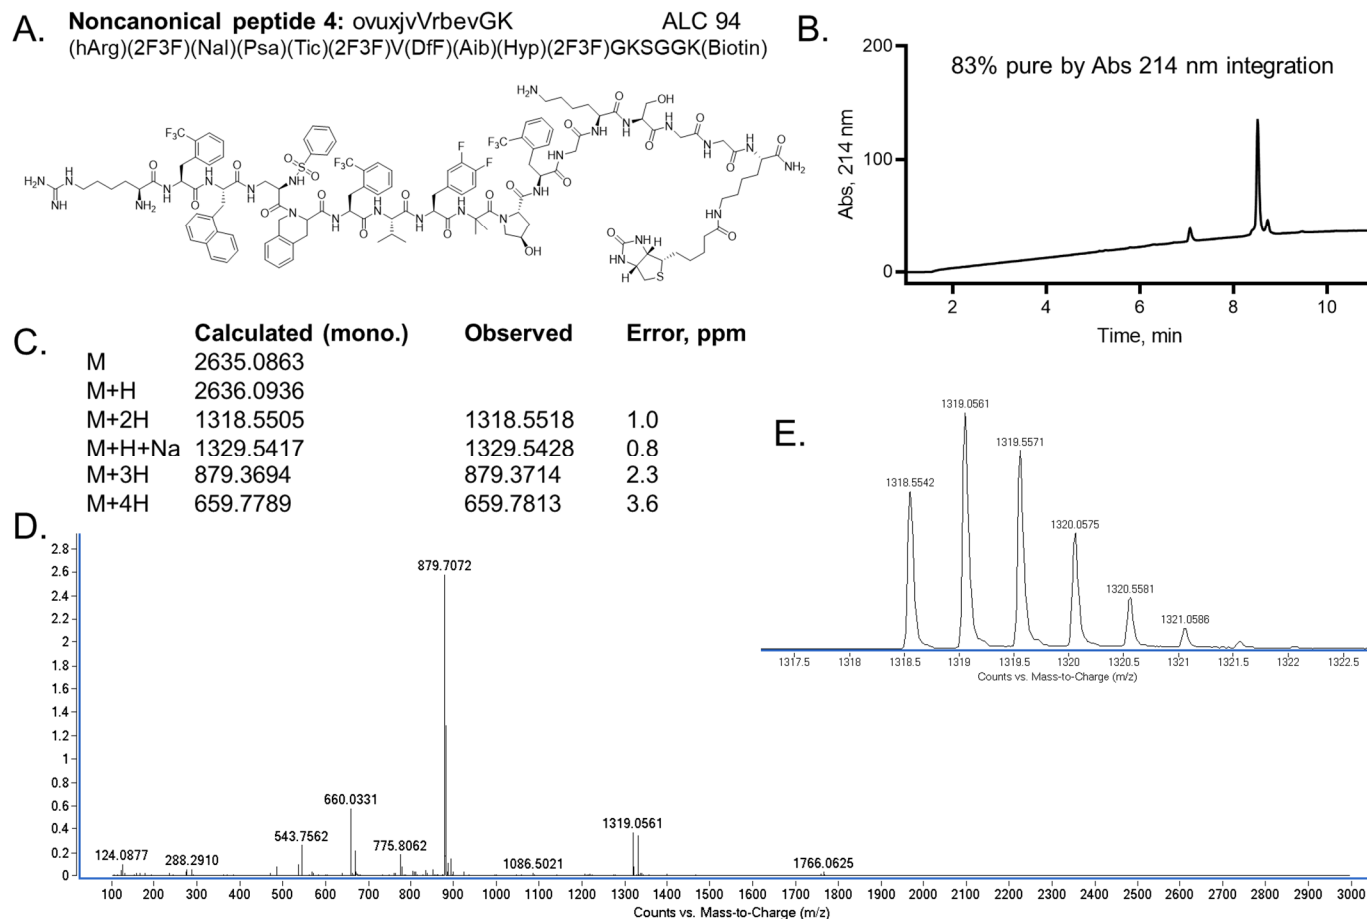 A.
Noncanonical peptide 4: ovuxjvVrbevGK ALC 94
(hArg)(2F3F)(Nal)(Psa)(Tic)(2F3F)V(DfF)(Aib)(Hyp)(2F3F)GKSGGK(Biotin)
H₂N
O
OH
O
O
H
N
N
H
O
H
N
N
H
O
NH₂
F₃C
O
S
O
NH
H₂N
H
N
NH
NH₂
F
F
HN
S
H
H
B.
83% pure by Abs 214 nm integration
200
100
0
Abs, 214 nm
2 4 6 8 10
Time, min
C.
Calculated (mono.) Observed Error, ppm
M 2635.0863
M+H 2636.0936
M+2H 1318.5505 1318.5518 1.0
M+H+Na 1329.5417 1329.5428 0.8
M+3H 879.3694 879.3714 2.3
M+4H 659.7789 659.7813 3.6
D.
2.8
2.6
2.4
2.2
2
1.8
1.6
1.4
1.2
1
0.8
0.6
0.4
0.2
0
879.7072
660.0331
543.7562
775.8062
1319.0561
124.0877
288.2910
1086.5021
1766.0625
100 200 300 400 500 600 700 800 900 1000 1100 1200 1300 1400 1500 1600 1700 1800 1900 2000 2100 2200 2300 2400 2500 2600 2700 2800 2900 3000
Counts vs. Mass-to-Charge (m/z)
E.
1319.0561
1319.5571
1318.5542
1320.0575
1320.5581
1321.0586
1317.5 1318 1318.5 1319 1319.5 1320 1320.5 1321 1321.5 1322 1322.5
Counts vs. Mass-to-Charge (m/z)